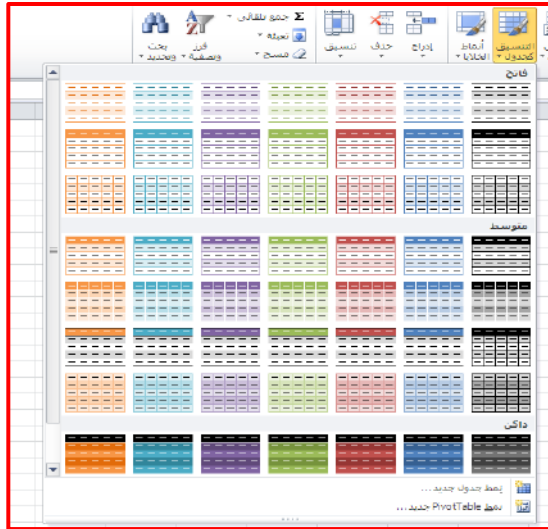 التنسيق كجدول
أنماط الخلايا
إدراج
حذف
تنسيق
Σ جمع تلقائي
تعبئة
مسح
فرز وتصفية
بحث وتحديد
فاتح
متوسط
داكن
نمط جدول جديد...
نمط PivotTable جديد...